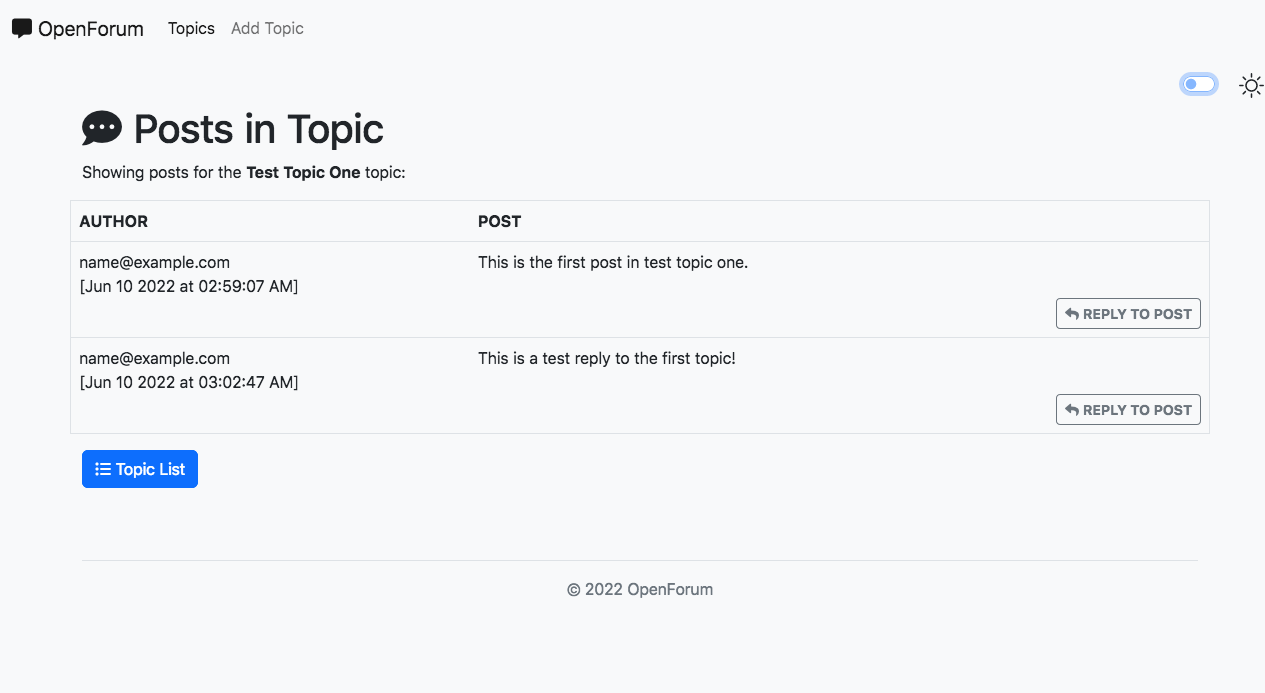 OpenForum Topics Add Topic
Posts in Topic
Showing posts for the Test Topic One topic:
AUTHOR POST
name@example.com This is the first post in test topic one.
[Jun 10 2022 at 02:59:07 AM]
REPLY TO POST
name@example.com This is a test reply to the first topic!
[Jun 10 2022 at 03:02:47 AM]
REPLY TO POST
Topic List
© 2022 OpenForum